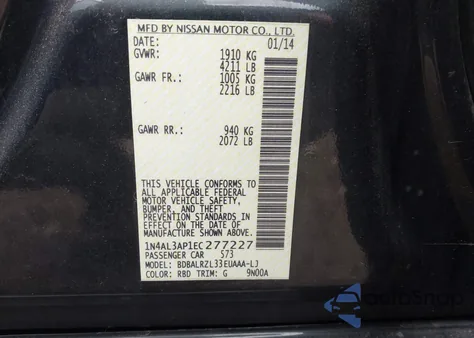 MFD BY NISSAN MOTOR CO., LTD.
DATE: 01/14
GVWR: 1910 KG
4211 LB
GAWR FR.: 1005 KG
2216 LB
GAWR RR.: 940 KG
2072 LB
THIS VEHICLE CONFORMS TO
ALL APPLICABLE FEDERAL
MOTOR VEHICLE SAFETY,
BUMPER, AND THEFT
PREVENTION STANDARDS IN
EFFECT ON THE DATE OF
MANUFACTURE SHOWN ABOVE.
1N4AL3AP1EC277227
PASSENGER CAR 573
MODEL: BDBALRZL33EUAAA-LJ
COLOR: RBD TRIM: G 9N00A
AutoSnap